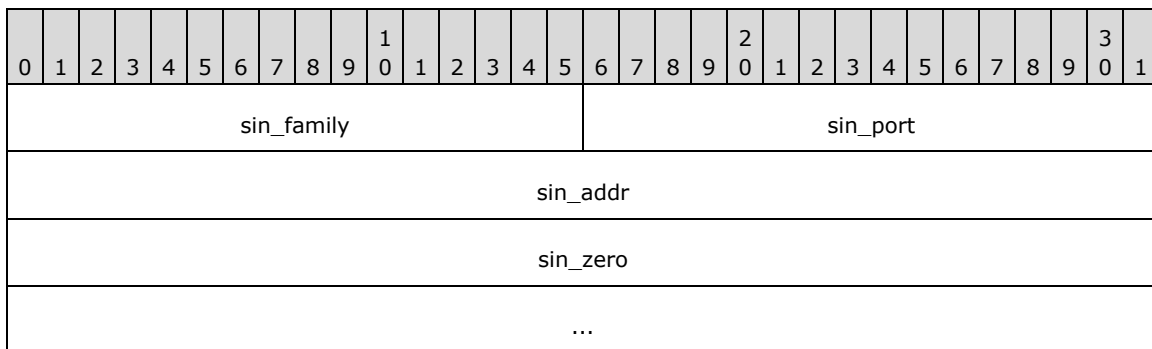 1 2 3
0 1 2 3 4 5 6 7 8 9 0 1 2 3 4 5 6 7 8 9 0 1 2 3 4 5 6 7 8 9 0 1
sin_family sin_port
sin_addr
sin_zero
...